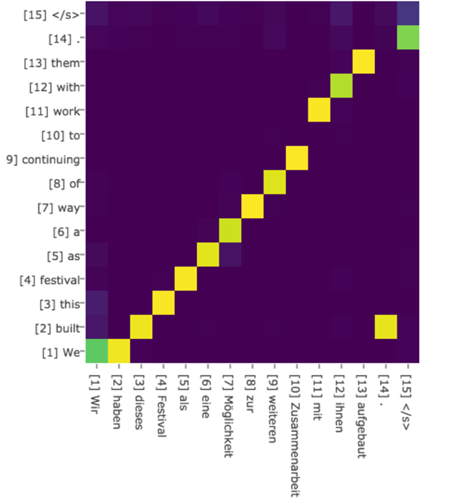 [15] </s>
[14] .
[13] them
[12] with
[11] work
[10] to
9] continuing
[8] of
[7] way
[6] a
[5] as
[4] festival
[3] this
[2] built
[1] We
[1] Wir
[2] haben
[3] dieses
[4] Festival
[5] als
[6] eine
[7] Möglichkeit
[8] zur
[9] weiteren
[10] Zusammenarbeit
[11] mit
[12] ihnen
[13] aufgebaut
[14] .
[15] </s>